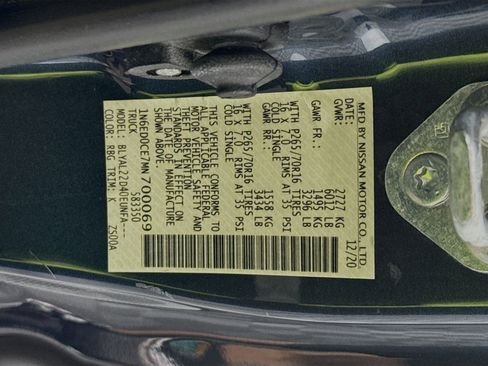 MFD BY NISSAN MOTOR CO., LTD.
DATE: 12/20
GVWR: 2727 KG
6012 LB
GAWR FR: 1495 KG
3296 LB
WITH P265/70R16 TIRES
16 X 7.0 RIMS AT 35 PSI
COLD SINGLE
GAWR RR: 1558 KG
3434 LB
WITH P265/70R16 TIRES
16 X 7.0 RIMS AT 35 PSI
COLD SINGLE
THIS VEHICLE CONFORMS TO
ALL APPLICABLE FEDERAL
MOTOR VEHICLE SAFETY AND
THEFT PREVENTION
STANDARDS IN EFFECT ON
THE DATE OF MANUFACTURE
SHOWN ABOVE.
1N6ED0CE7MN700069
TRUCK 583350
COLOR: RBG TRIM: K 2S00A